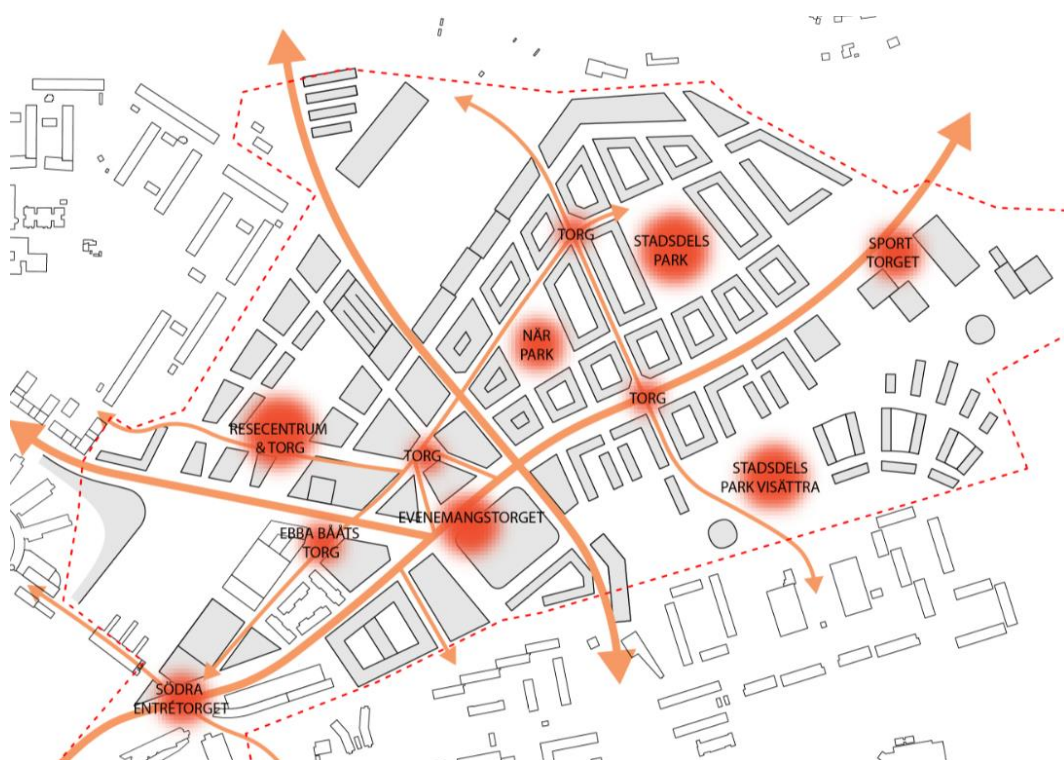 TORG
STADSDELS
PARK
SPORT
TORGET
NÄR
PARK
TORG
RESECENTRUM
& TORG
TORG
STADSDELS
PARK VISÄTTRA
EVENEMANGSTORGET
EBBA BÅÅTS
TORG
SÖDRA
ENTRÉTORGET